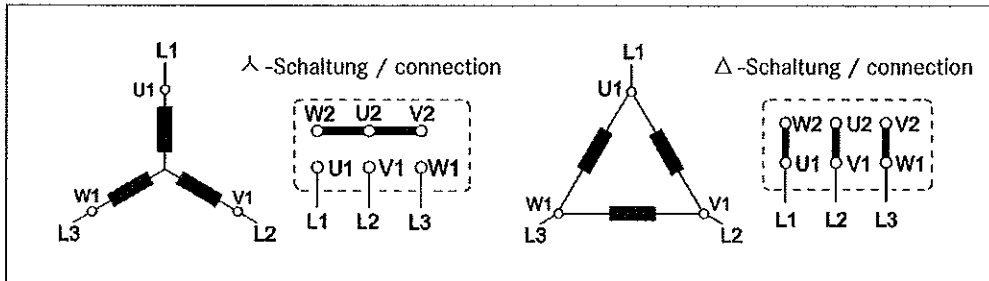 L1
U1
W1
V1
L3
L2
⅄ -Schaltung / connection
W2 U2 V2
U1 V1 W1
L1 L2 L3
L1
U1
W1
V1
L3
L2
△ -Schaltung / connection
W2 U2 V2
U1 V1 W1
L1 L2 L3